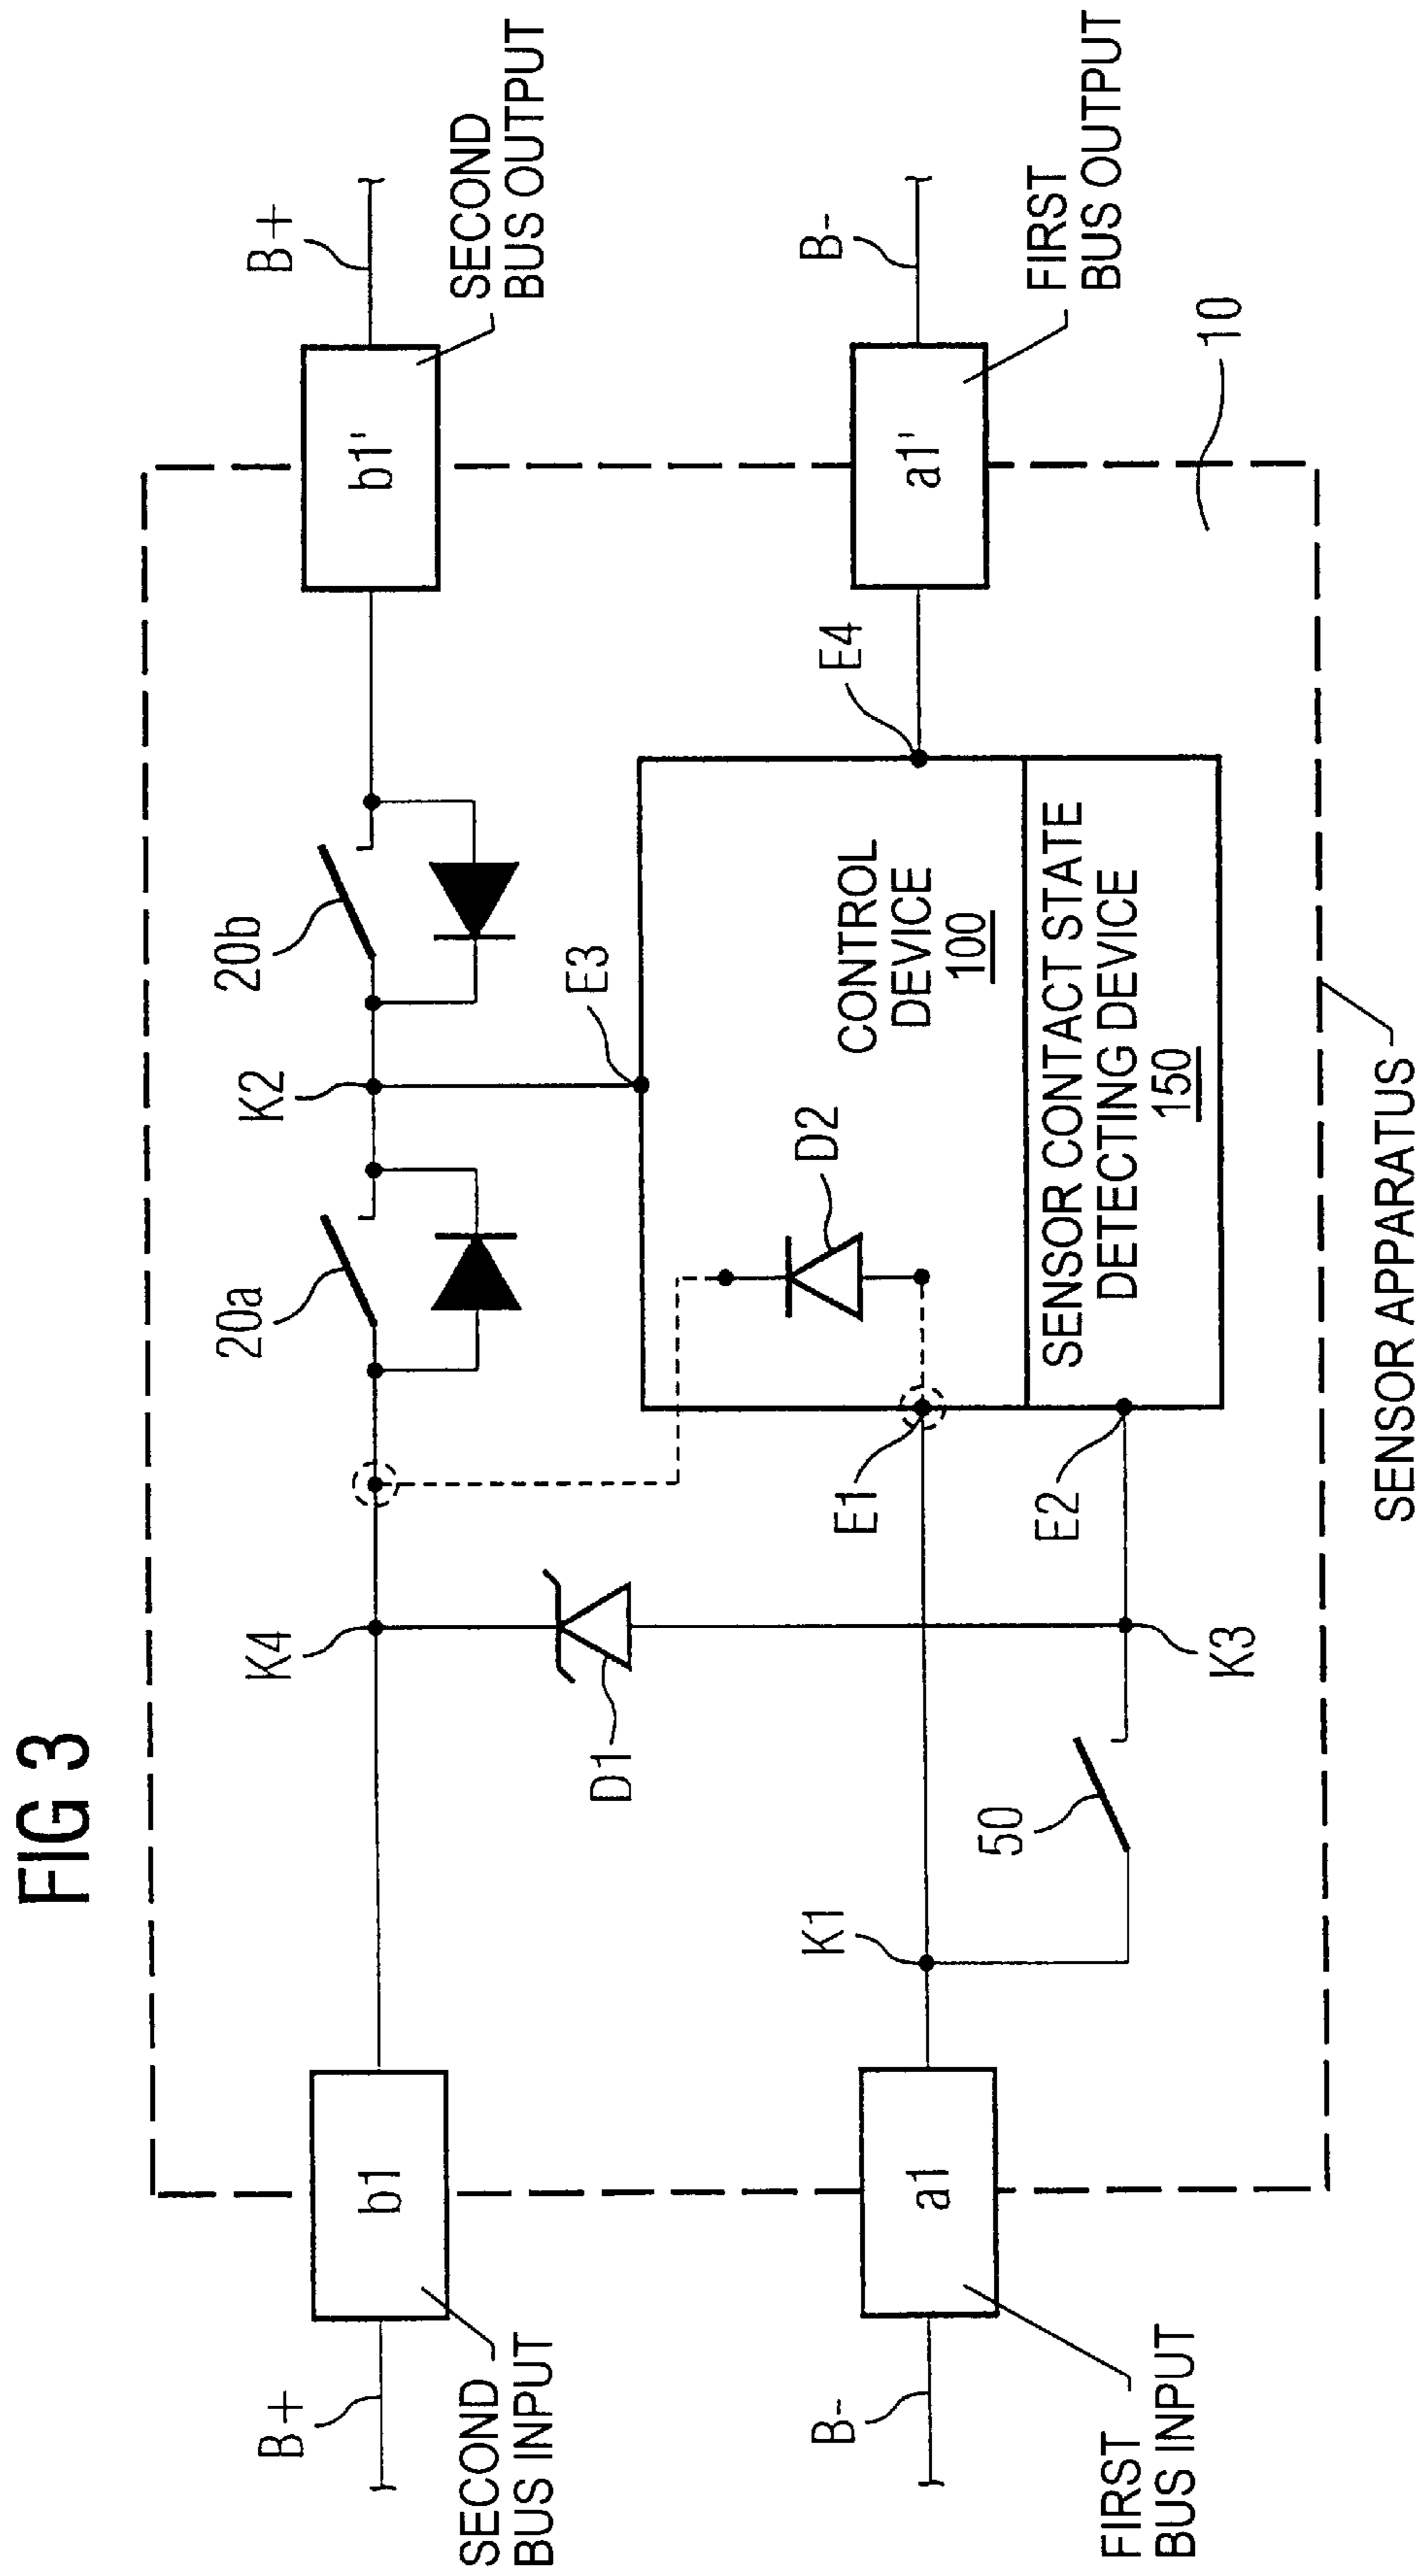 FIG 3
B+
SECOND
BUS INPUT
b1
K4
20a
K2
20b
b1'
B+
SECOND
BUS OUTPUT
D1
E3
D2
CONTROL
DEVICE
100
E4
B-
FIRST
BUS INPUT
a1
K1
E1
a1'
B-
FIRST
BUS OUTPUT
50
K3
E2
SENSOR CONTACT STATE
DETECTING DEVICE
150
10
SENSOR APPARATUS